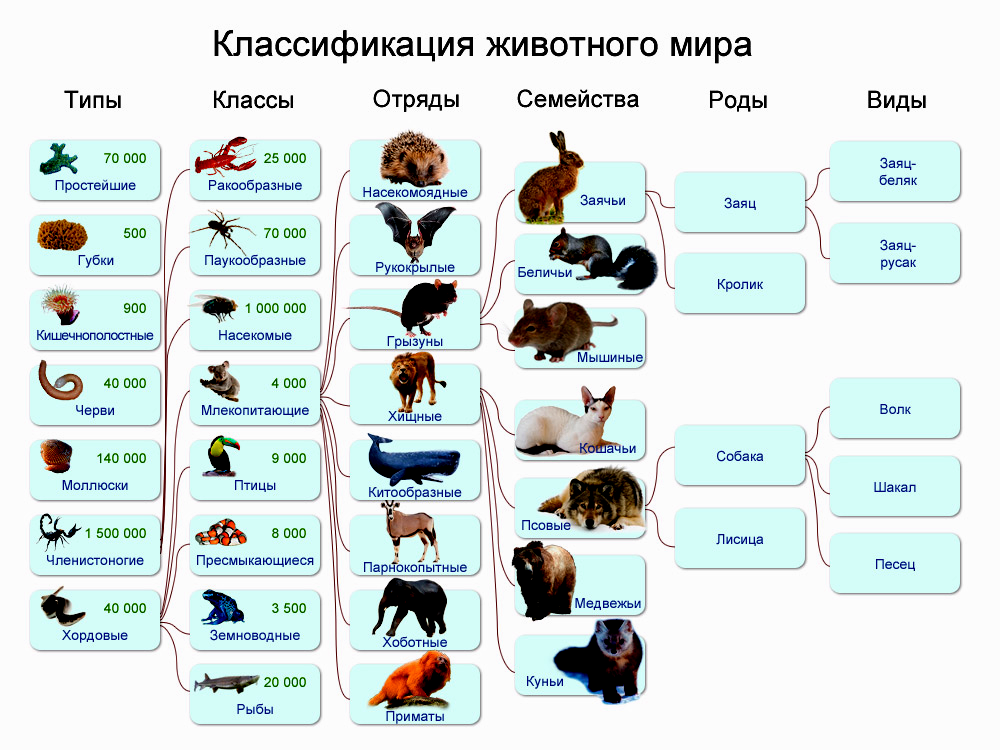 Классификация животного мира
Типы
Классы
Отряды
Семейства
Роды
Виды
70 000
Простейшие
500
Губки
900
Кишечнополостные
40 000
Черви
140 000
Моллюски
1 500 000
Членистоногие
40 000
Хордовые
25 000
Ракообразные
70 000
Паукообразные
1 000 000
Насекомые
4 000
Млекопитающие
9 000
Птицы
8 000
Пресмыкающиеся
3 500
Земноводные
20 000
Рыбы
Насекомоядные
Рукокрылые
Грызуны
Хищные
Китообразные
Парнокопытные
Хоботные
Приматы
Заячьи
Беличьи
Мышиные
Кошачьи
Псовые
Медвежьи
Куньи
Заяц
Кролик
Собака
Лисица
Заяц-
беляк
Заяц-
русак
Волк
Шакал
Песец